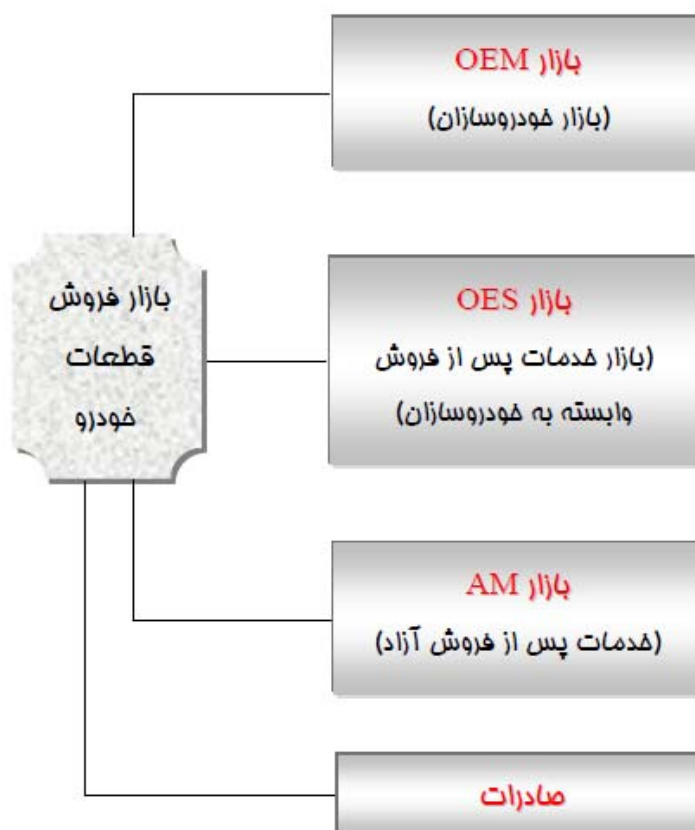 بازار OEM
(بازار خودروسازان)
بازار فروش
قطعات
خودرو
بازار OES
(بازار خدمات پس از فروش
وابسته به خودروسازان)
بازار AM
(خدمات پس از فروش آزاد)
صادرات